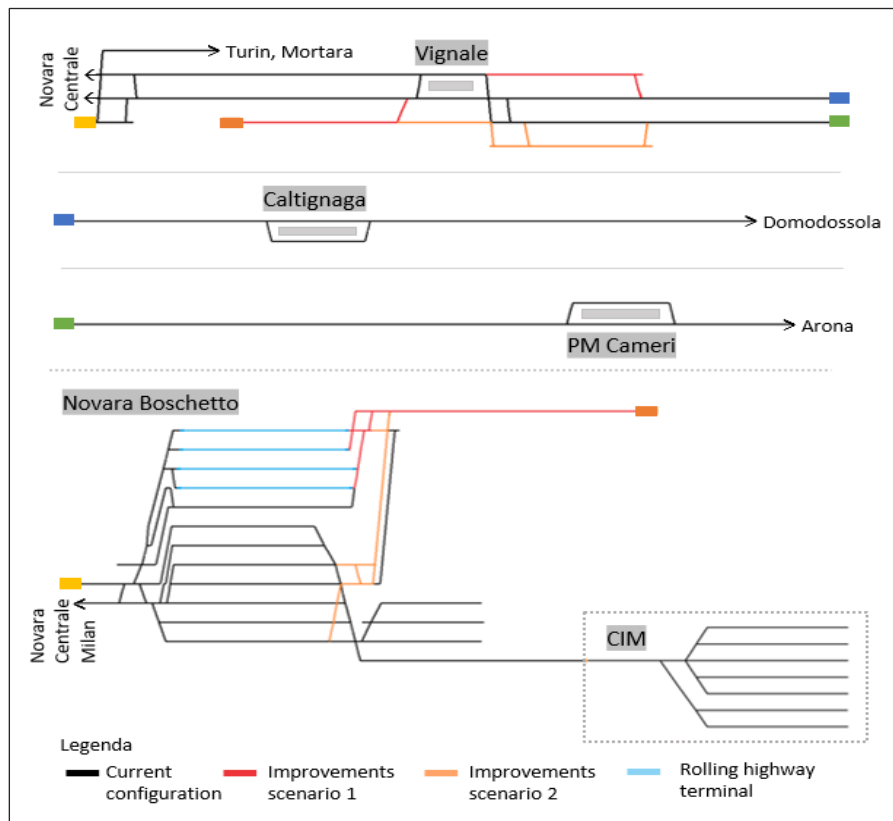 Novara
Centrale
Turin, Mortara
Vignale
Caltignaga
Domodossola
Arona
PM Cameri
Novara Boschetto
Novara
Centrale
Milan
CIM
Legenda
Current
configuration
Improvements
scenario 1
Improvements
scenario 2
Rolling highway
terminal